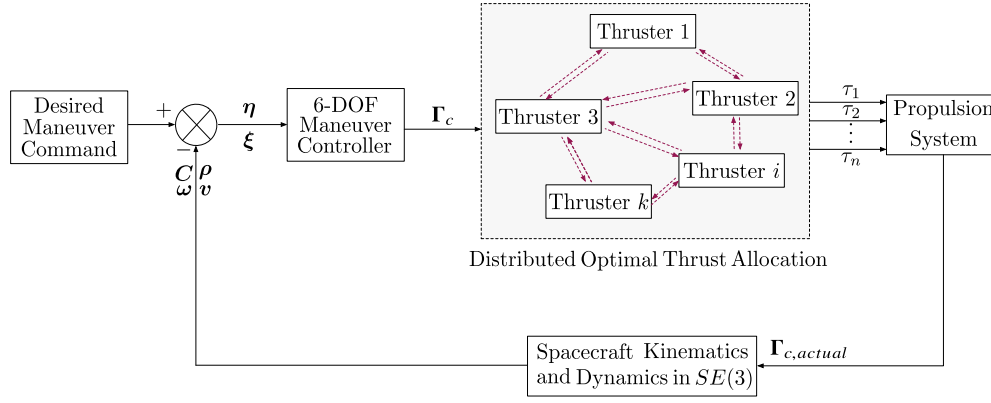 Thruster 1
Desired
Maneuver
Command
+
−
η
ξ
6-DOF
Maneuver
Controller
Γc
Thruster 3
Thruster 2
Thruster i
Thruster k
τ1
τ2
⋮
τn
Propulsion
System
C ρ
ω v
Distributed Optimal Thrust Allocation
Spacecraft Kinematics
and Dynamics in SE(3)
Γc,actual